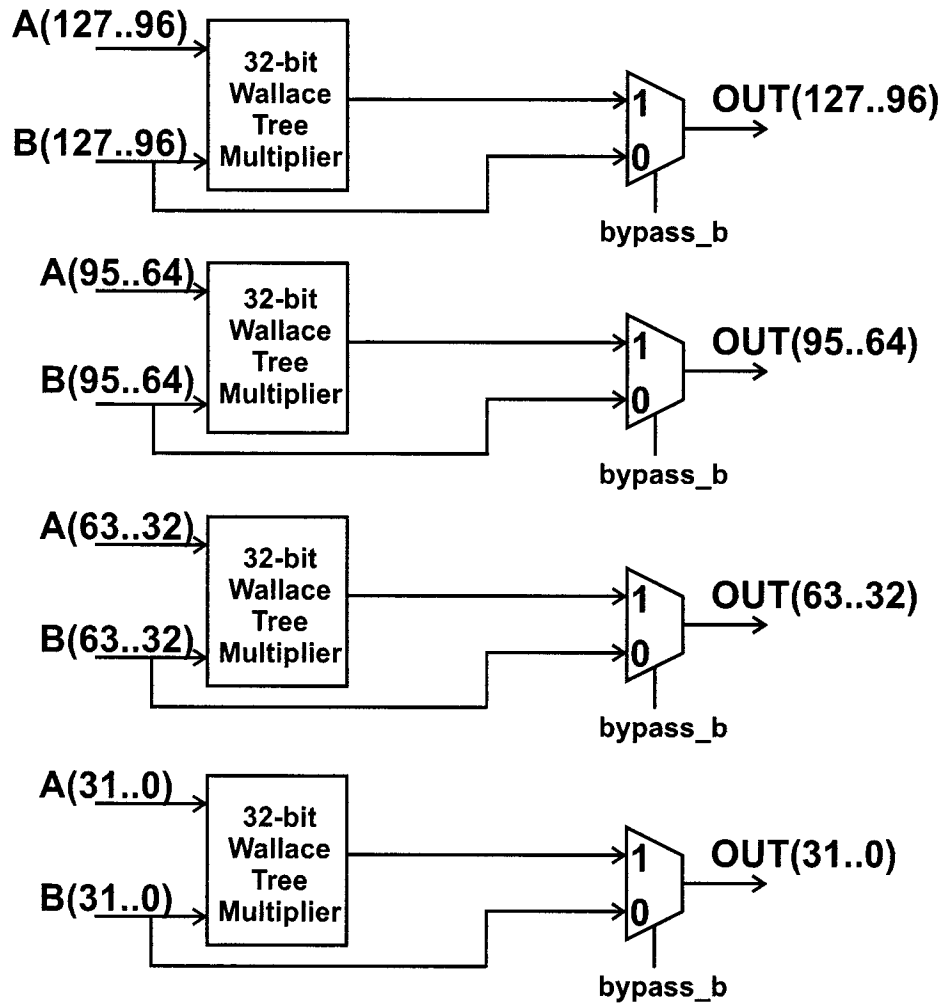 A(127..96)
32-bit
Wallace
Tree
Multiplier
B(127..96)
1
0
OUT(127..96)
bypass_b
A(95..64)
32-bit
Wallace
Tree
Multiplier
B(95..64)
1
0
OUT(95..64)
bypass_b
A(63..32)
32-bit
Wallace
Tree
Multiplier
B(63..32)
1
0
OUT(63..32)
bypass_b
A(31..0)
32-bit
Wallace
Tree
Multiplier
B(31..0)
1
0
OUT(31..0)
bypass_b